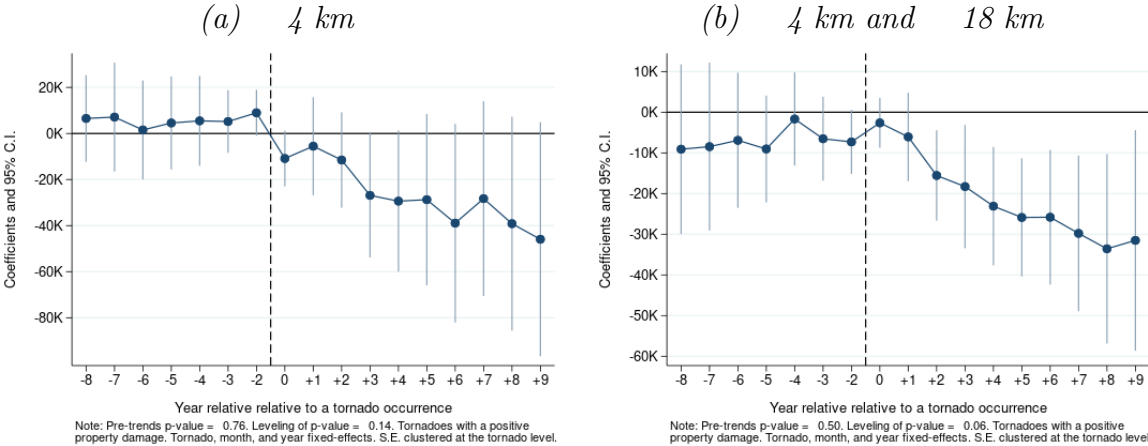 (a) 4 km
20K
0K
-20K
-40K
-60K
-80K
Coefficients and 95% C.I.
-8 -7 -6 -5 -4 -3 -2 0 +1 +2 +3 +4 +5 +6 +7 +8 +9
Year relative relative to a tornado occurrence
Note: Pre-trends p-value = 0.76. Leveling of p-value = 0.14. Tornadoes with a positive
property damage. Tornado, month, and year fixed-effects. S.E. clustered at the tornado level.
(b) 4 km and 18 km
10K
0K
-10K
-20K
-30K
-40K
-50K
-60K
Coefficients and 95% C.I.
-8 -7 -6 -5 -4 -3 -2 0 +1 +2 +3 +4 +5 +6 +7 +8 +9
Year relative relative to a tornado occurrence
Note: Pre-trends p-value = 0.50. Leveling of p-value = 0.06. Tornadoes with a positive
property damage. Tornado, month, and year fixed-effects. S.E. clustered at the tornado leve